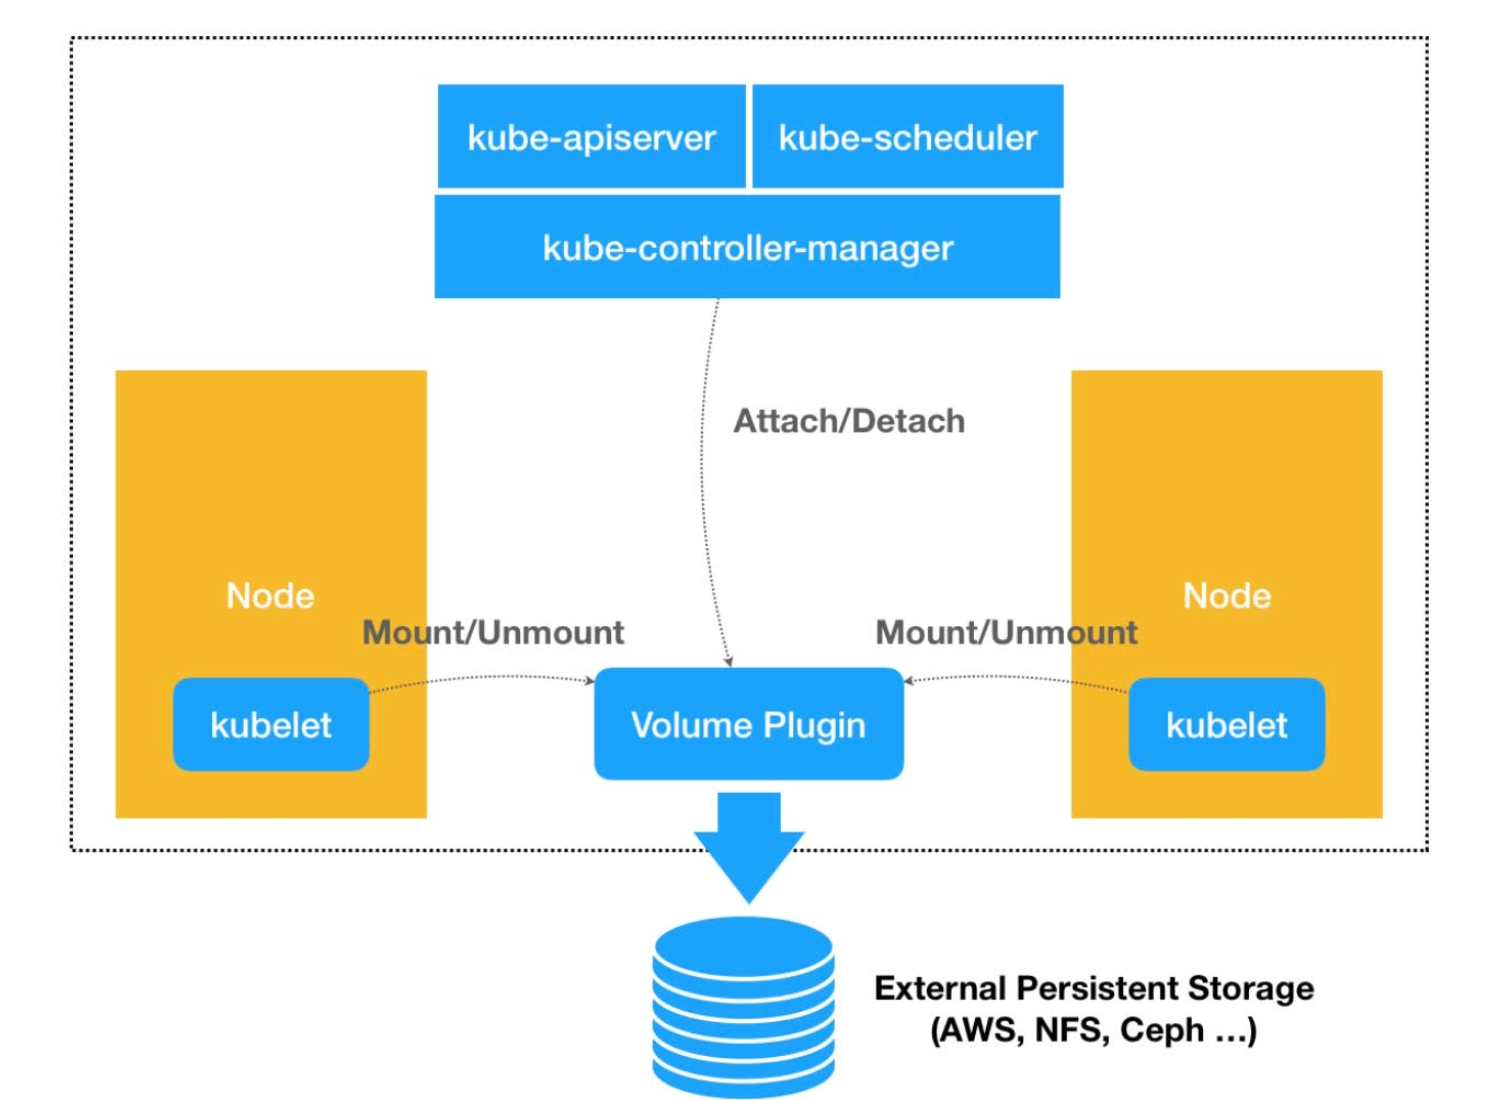 kube-apiserver
kube-scheduler
kube-controller-manager
Attach/Detach
Node
Node
Mount/Unmount
Mount/Unmount
kubelet
Volume Plugin
kubelet
External Persistent Storage
(AWS, NFS, Ceph ...)